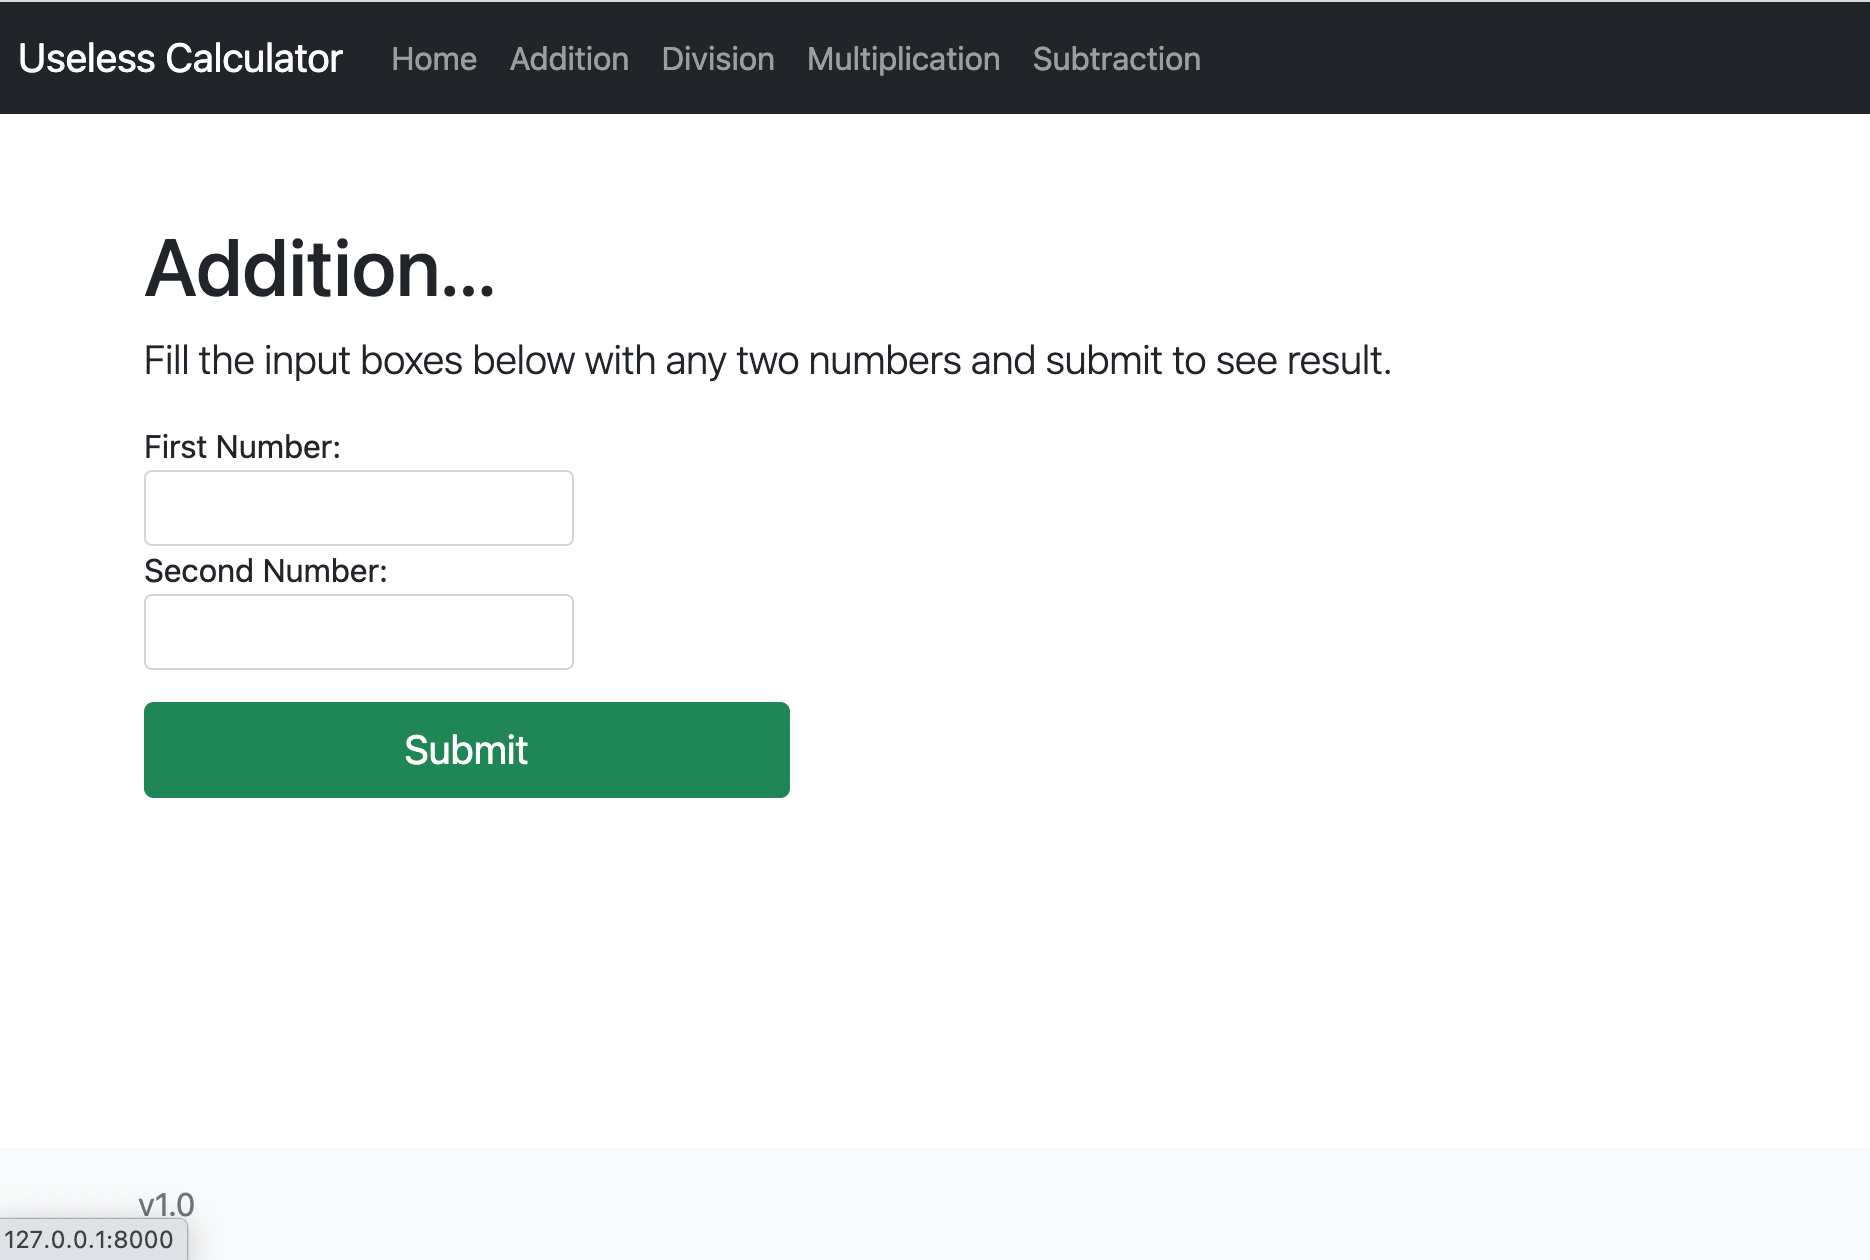 Useless Calculator Home Addition Division Multiplication Subtraction
Addition...
Fill the input boxes below with any two numbers and submit to see result.
First Number:
Second Number:
Submit
v1.0
127.0.0.1:8000